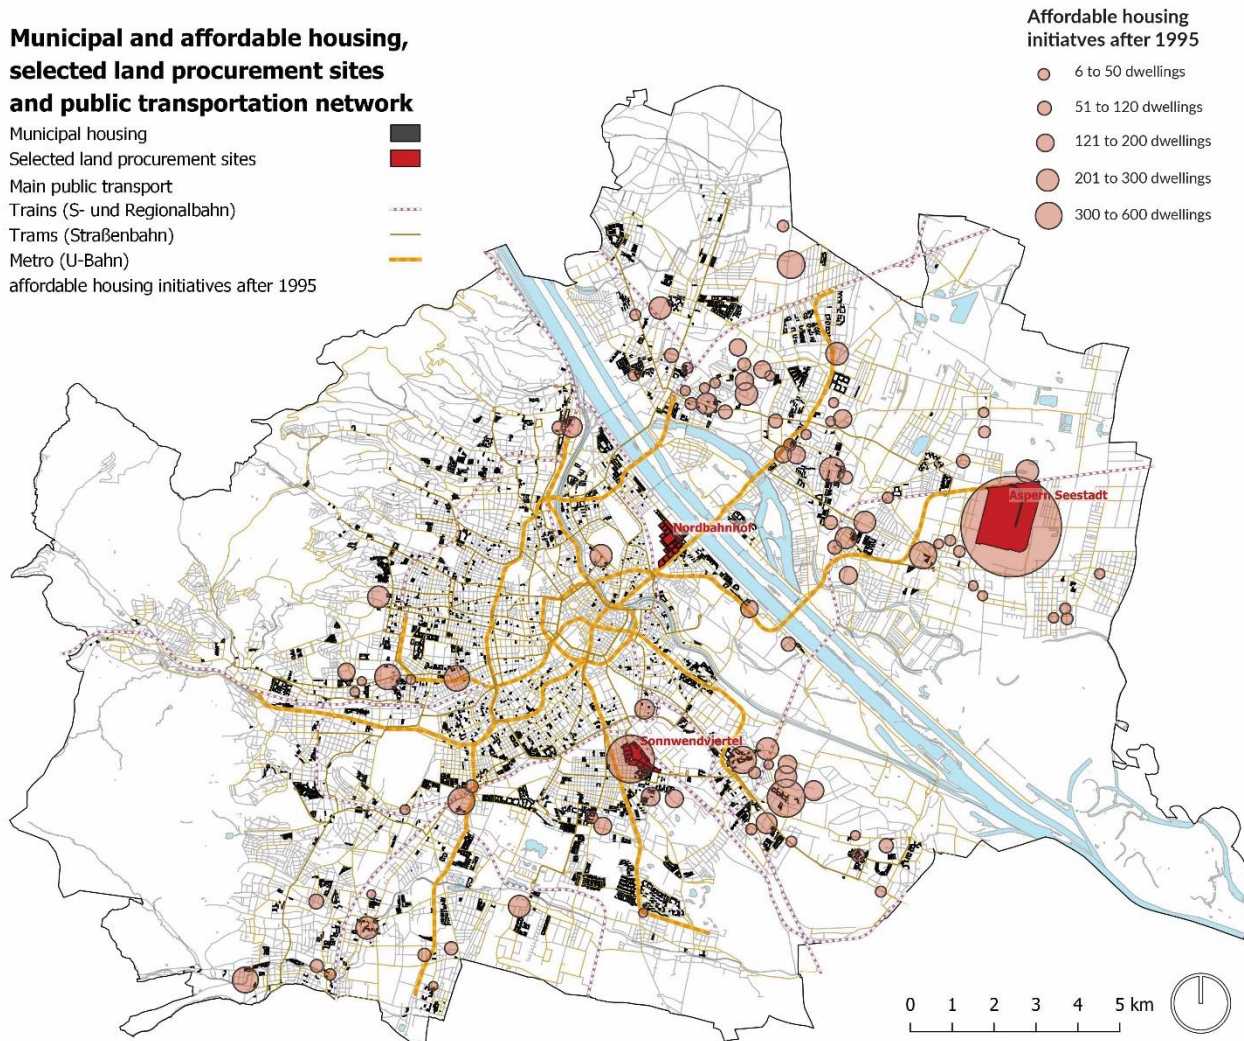 Municipal and affordable housing,
selected land procurement sites
and public transportation network
Municipal housing
Selected land procurement sites
Main public transport
Trains (S- und Regionalbahn)
Trams (Straßenbahn)
Metro (U-Bahn)
affordable housing initiatives after 1995
Affordable housing
initiatves after 1995
6 to 50 dwellings
51 to 120 dwellings
121 to 200 dwellings
201 to 300 dwellings
300 to 600 dwellings
Aspern Seestadt
Nordbahnhof
Sonnwendviertel
0 1 2 3 4 5 km